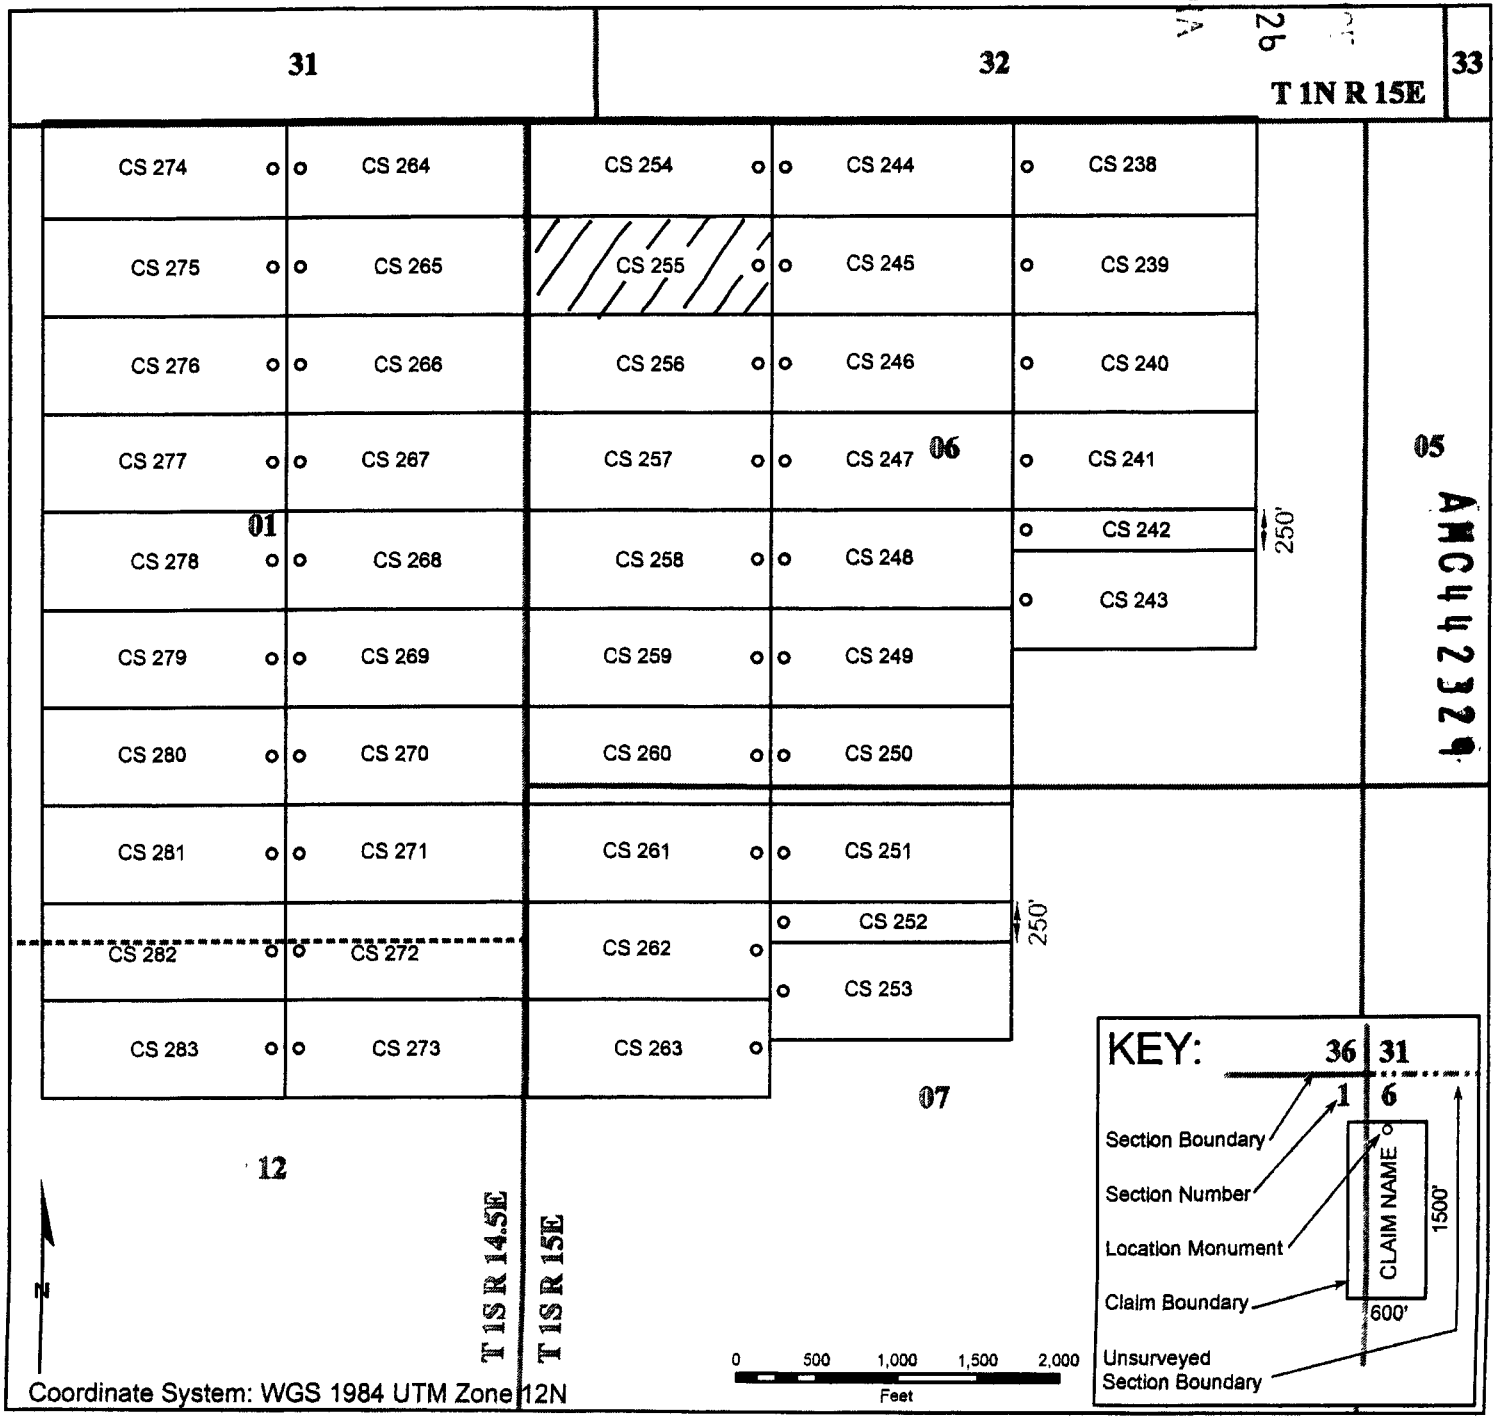 26
31
32
33
T 1N R 15E
CS 274
CS 264
CS 254
CS 244
CS 238
CS 275
CS 265
CS 255
CS 245
CS 239
CS 276
CS 266
CS 256
CS 246
CS 240
CS 277
CS 267
CS 257
CS 247
06
CS 241
05
01
CS 278
CS 268
CS 258
CS 248
CS 242
250'
CS 243
AMC442329
CS 279
CS 269
CS 259
CS 249
CS 280
CS 270
CS 260
CS 250
CS 281
CS 271
CS 261
CS 251
CS 252
250'
CS 282
CS 272
CS 262
CS 253
CS 283
CS 273
CS 263
07
12
T 1S R 14.5E
T 1S R 15E
N
KEY:
36 31
1 6
Section Boundary
Section Number
Location Monument
Claim Boundary
Unsurveyed
Section Boundary
CLAIM NAME
1500'
600'
0 500 1,000 1,500 2,000
Feet
Coordinate System: WGS 1984 UTM Zone 12N